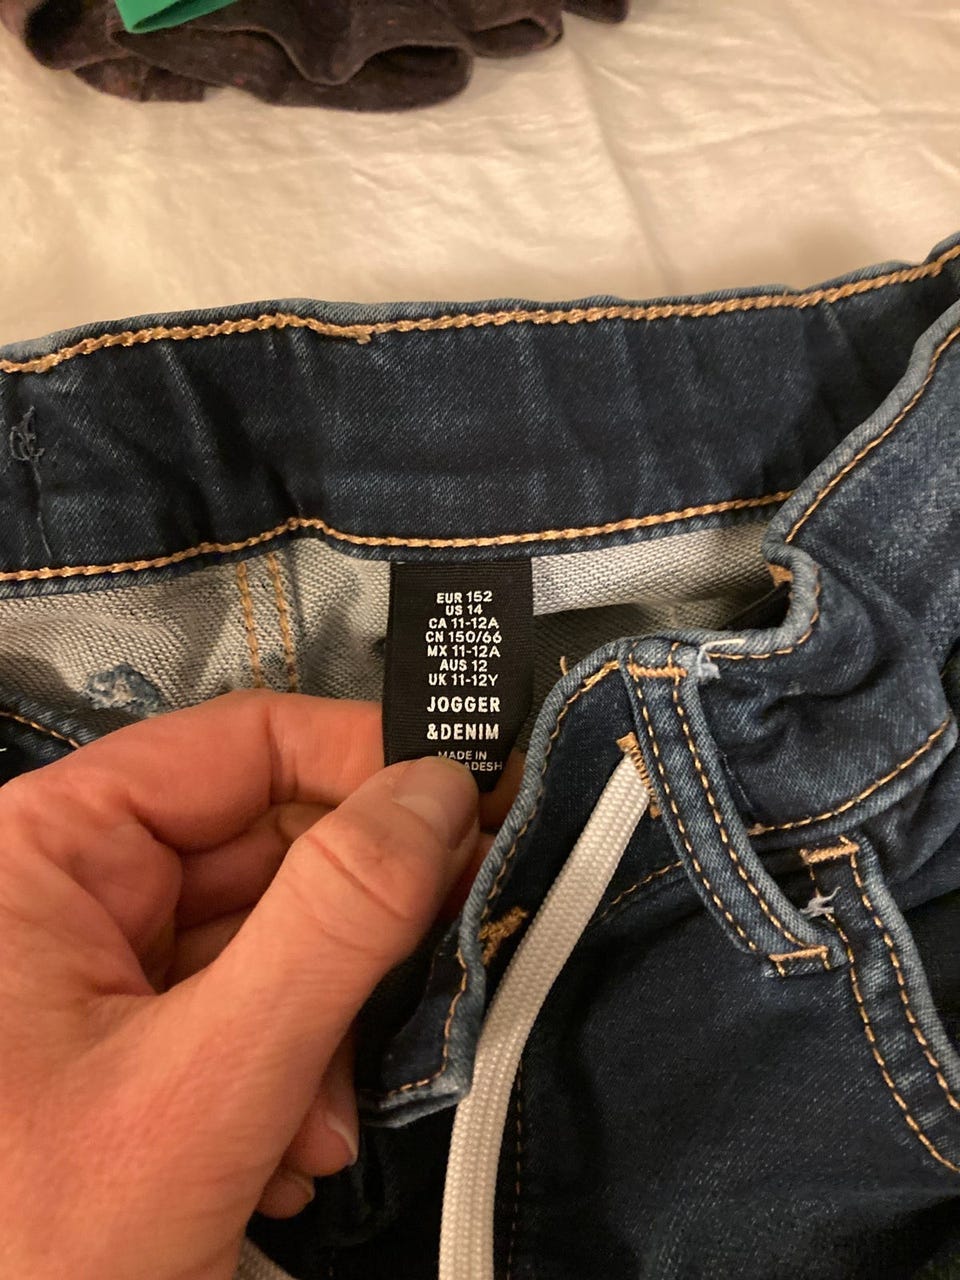 EUR 152
US 14
CA 11-12A
CN 150/66
MX 11-12A
AUS 12
UK 11-12Y
JOGGER
&DENIM
MADE IN
ADESH